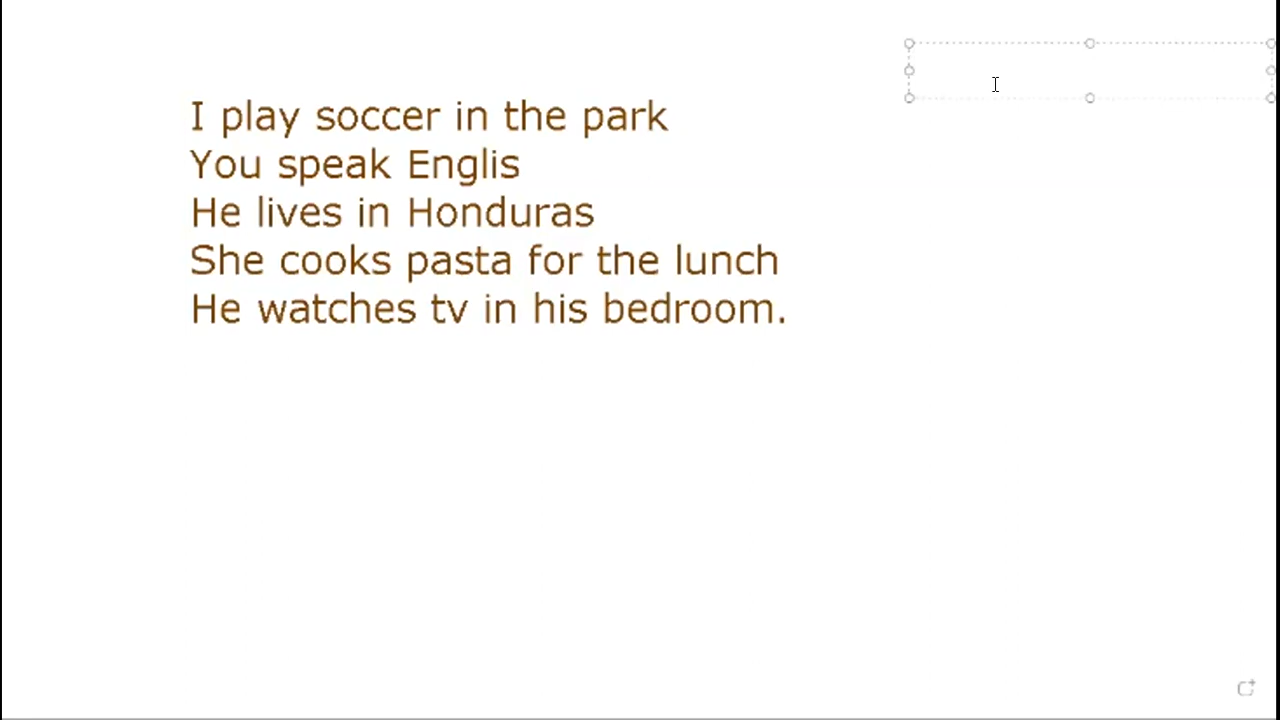 I play soccer in the park
You speak Englis
He lives in Honduras
She cooks pasta for the lunch
He watches tv in his bedroom.